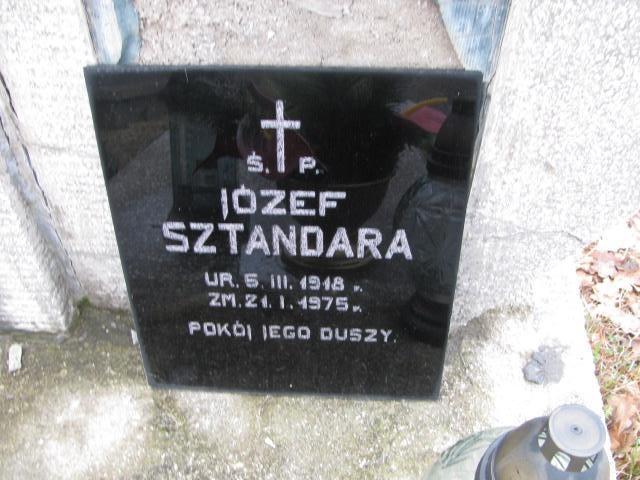 Ś. P.
JÓZEF
SZTANDARA
UR. 5. III. 1918 r.
ZM. 21. I. 1975 r.
POKÓJ JEGO DUSZY.